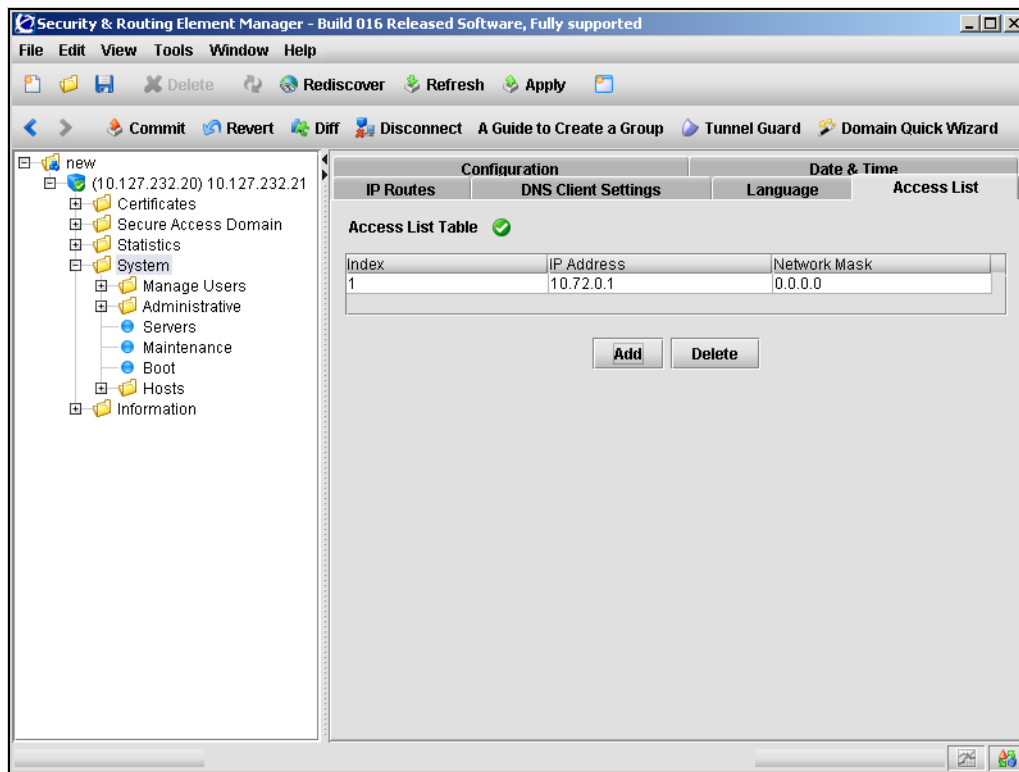 Security & Routing Element Manager - Build 016 Released Software, Fully supported
File Edit View Tools Window Help
Delete Rediscover Refresh Apply
Commit Revert Diff Disconnect A Guide to Create a Group Tunnel Guard Domain Quick Wizard
new
(10.127.232.20) 10.127.232.21
Certificates
Secure Access Domain
Statistics
System
Manage Users
Administrative
Servers
Maintenance
Boot
Hosts
Information
Configuration Date & Time
IP Routes DNS Client Settings Language Access List
Access List Table
Index IP Address Network Mask
1 10.72.0.1 0.0.0.0
Add Delete